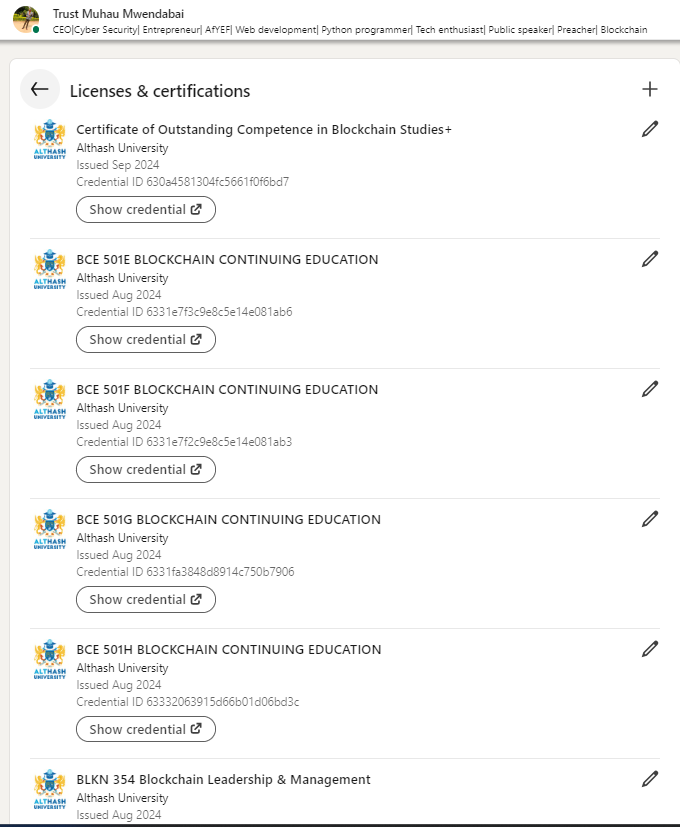 Trust Muhau Mwendabai
CEO|Cyber Security| Entrepreneur| AfYEF| Web development| Python programmer| Tech enthusiast| Public speaker| Preacher| Blockchain
Licenses & certifications
Certificate of Outstanding Competence in Blockchain Studies+
ALTHASH
UNIVERSITY
Althash University
Issued Sep 2024
Credential ID 630a4581304fc5661f0f6bd7
Show credential
BCE 501E BLOCKCHAIN CONTINUING EDUCATION
ALTHASH
UNIVERSITY
Althash University
Issued Aug 2024
Credential ID 6331e7f3c9e8c5e14e081ab6
Show credential
BCE 501F BLOCKCHAIN CONTINUING EDUCATION
ALTHASH
UNIVERSITY
Althash University
Issued Aug 2024
Credential ID 6331e7f2c9e8c5e14e081ab3
Show credential
BCE 501G BLOCKCHAIN CONTINUING EDUCATION
ALTHASH
UNIVERSITY
Althash University
Issued Aug 2024
Credential ID 6331fa3848d8914c750b7906
Show credential
BCE 501H BLOCKCHAIN CONTINUING EDUCATION
ALTHASH
UNIVERSITY
Althash University
Issued Aug 2024
Credential ID 63332063915d66b01d06bd3c
Show credential
BLKN 354 Blockchain Leadership & Management
ALTHASH
UNIVERSITY
Althash University
Issued Aug 2024